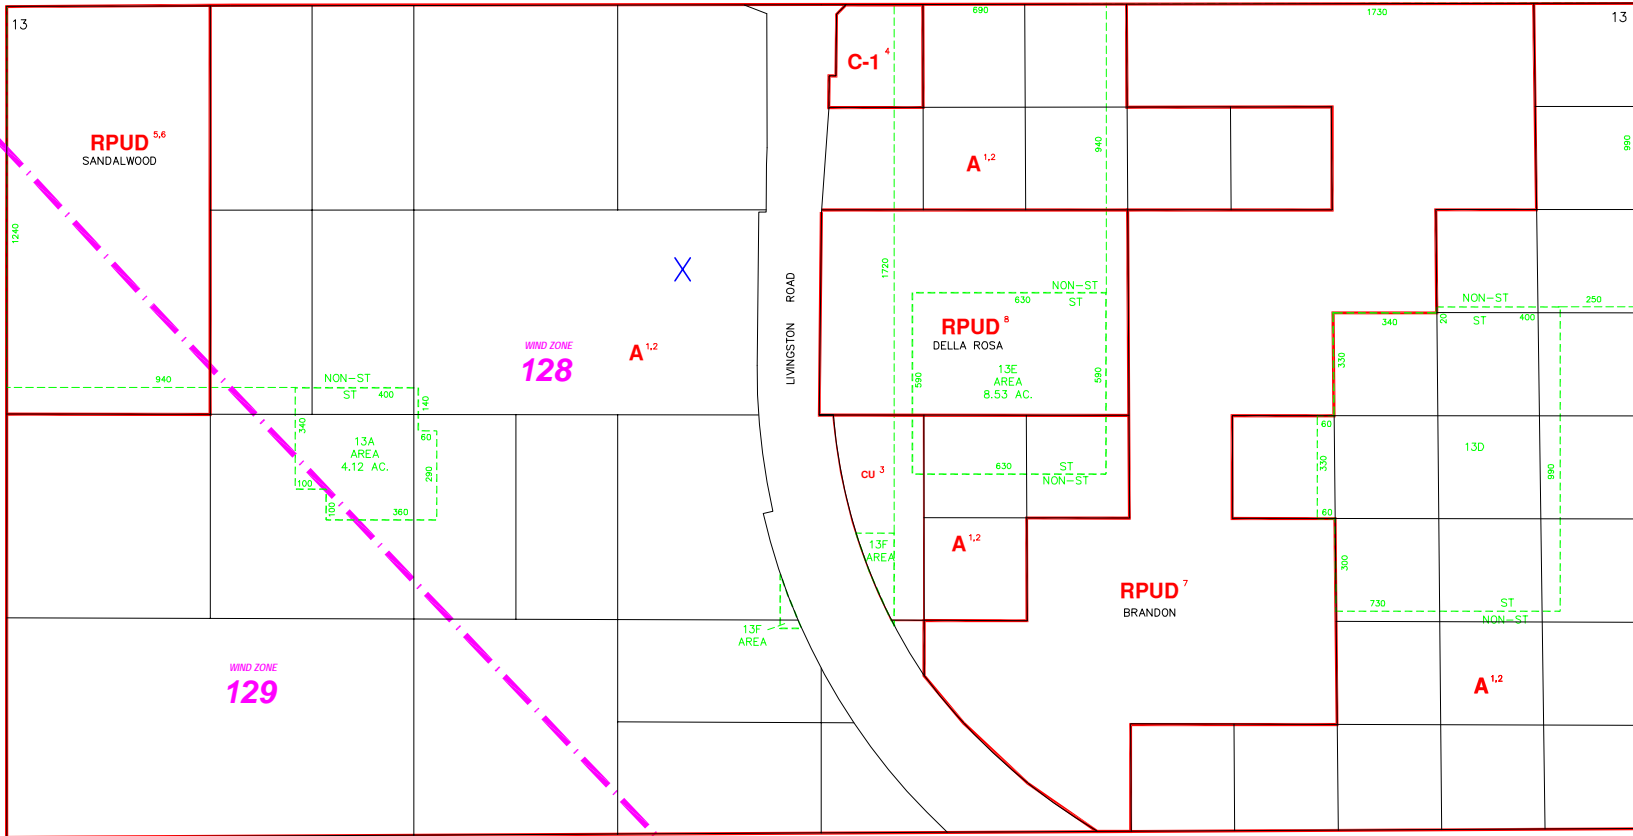 13
690
1730
13
C-1 4
RPUD 5,6
SANDALWOOD
940
990
A 1,2
1240
1720
LIVINGSTON ROAD
NON-ST
630
ST
RPUD 8
DELLA ROSA
13E
AREA
8.53 AC.
590
590
NON-ST
250
20
ST
400
340
330
WIND ZONE
128
A 1,2
940
NON-ST
ST
400
140
340
60
13A
AREA
4.12 AC.
290
100
100
360
CU 3
630
ST
NON-ST
60
330
60
13D
990
13F
AREA
A 1,2
300
RPUD 7
BRANDON
730
ST
NON-ST
13F
AREA
WIND ZONE
129
A 1,2
X